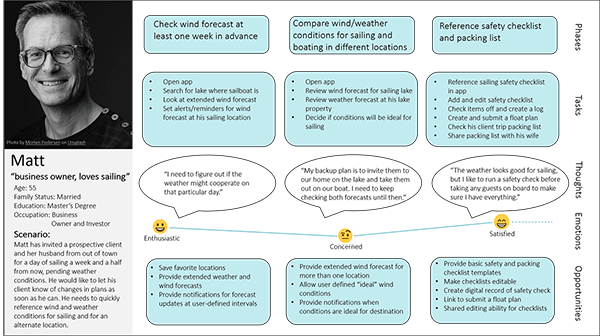 Photo by Morten Pedersen on Unsplash
Matt
"business owner, loves sailing"
Age: 55
Family Status: Married
Education: Master's Degree
Occupation: Business
Owner and Investor
Scenario:
Matt has invited a prospective client
and her husband from out of town
for a day of sailing a week and a half
from now, pending weather
conditions. He would like to let his
client know of changes in plans as
soon as he can. He needs to quickly
reference wind and weather
conditions for sailing and for an
alternate location.
Check wind forecast at
least one week in advance
Compare wind/weather
conditions for sailing and
boating in different locations
Reference safety checklist
and packing list
Phases
• Open app
• Search for lake where sailboat is
• Look at extended wind forecast
• Set alerts/reminders for wind
forecast at his sailing location
• Open app
• Review wind forecast for sailing lake
• Review weather forecast at his lake
property
• Decide if conditions will be ideal for
sailing
• Reference sailing safety checklist
in app
• Add and edit safety checklist
• Check items off and create a log
• Create and submit a float plan
• Check his client trip packing list
• Share packing list with his wife
Tasks
"I need to figure out if the
weather might cooperate on
that particular day."
"My backup plan is to invite them to
our home on the lake and take them
out on our boat. I need to keep
checking both forecasts until then."
"The weather looks good for sailing,
but I like to run a safety check before
taking any guests on board to make
sure I have everything."
Thoughts
Enthusiastic
Concerned
Satisfied
Emotions
• Save favorite locations
• Provide extended weather and
wind forecasts
• Provide notifications for forecast
updates at user-defined intervals
• Provide extended wind forecast for
more than one location
• Allow user defined "ideal" wind
conditions
• Provide notifications when
conditions are ideal for destination
• Provide basic safety and packing
checklist templates
• Make checklists editable
• Create digital record of safety check
• Link to submit a float plan
• Shared editing ability for checklists
Opportunities